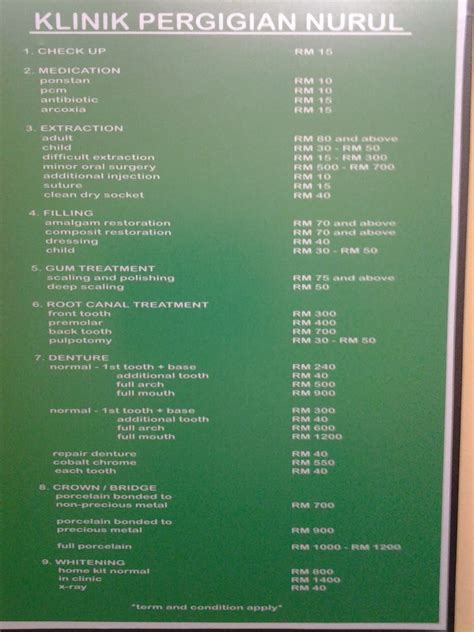 KLINIK PERGIGIAN NURUL
1. CHECK UP RM 15
2. MEDICATION
ponstan RM 10
pcm RM 10
antibiotic RM 15
arcoxia RM 15
3. EXTRACTION
adult RM 60 and above
child RM 30 - RM 50
difficult extraction RM 15 - RM 300
minor oral surgery RM 500 - RM 700
additional injection RM 10
suture RM 15
clean dry socket RM 40
4. FILLING
amalgam restoration RM 70 and above
composit restoration RM 70 and above
dressing RM 40
child RM 30 - RM 50
5. GUM TREATMENT
scaling and polishing RM 75 and above
deep scaling RM 50
6. ROOT CANAL TREATMENT
front tooth RM 300
premolar RM 400
back tooth RM 700
pulpotomy RM 30 - RM 50
7. DENTURE
normal - 1st tooth + base RM 240
additional tooth RM 40
full arch RM 500
full mouth RM 900
normal - 1st tooth + base RM 300
additional tooth RM 40
full arch RM 600
full mouth RM 1200
repair denture RM 40
cobalt chrome RM 550
each tooth RM 40
8. CROWN / BRIDGE
porcelain bonded to
non-precious metal RM 700
porcelain bonded to
precious metal RM 900
full porcelain RM 1000 - RM 1200
9. WHITENING
home kit normal RM 800
in clinic RM 1400
x-ray RM 40
"term and condition apply"